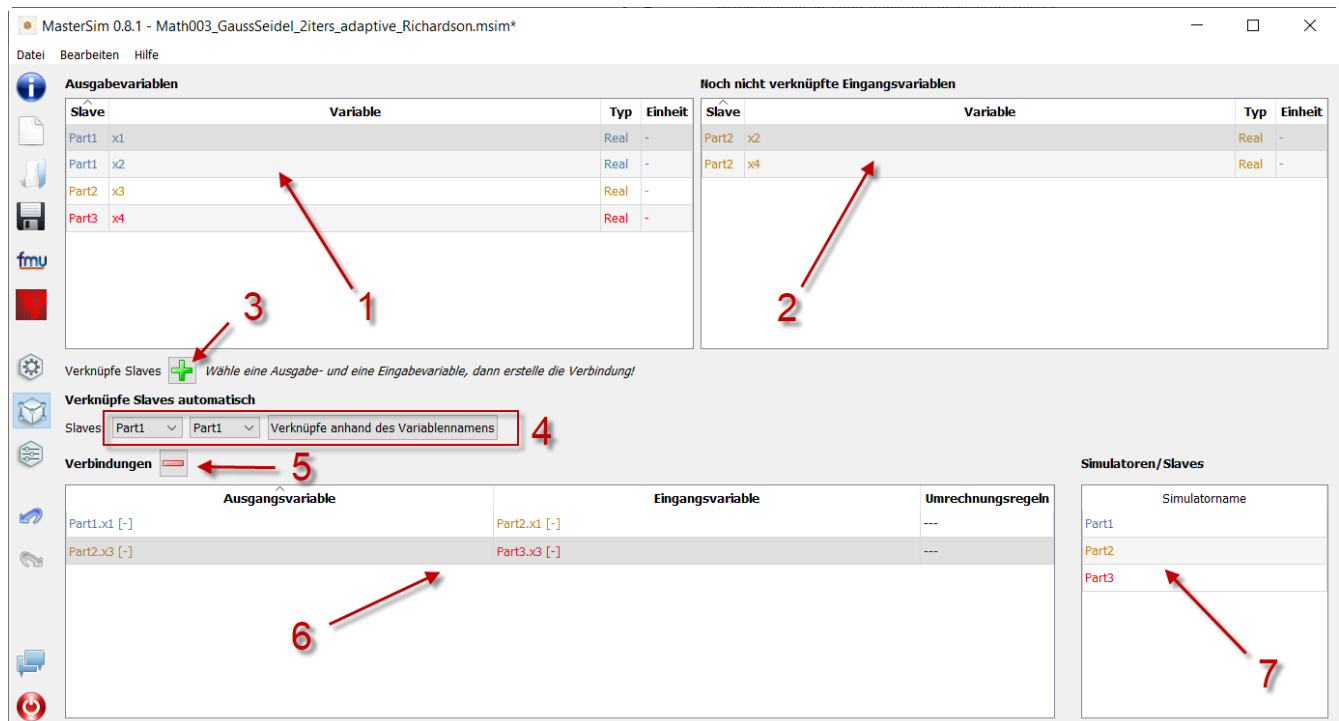 MasterSim 0.8.1 - Math003_GaussSeidel_2iters_adaptive_Richardson.msim*
Datei Bearbeiten Hilfe
Ausgabevariablen
Slave Variable Typ Einheit
Part1 x1 Real -
Part1 x2 Real -
Part2 x3 Real -
Part3 x4 Real -
1
Noch nicht verknüpfte Eingangsvariablen
Slave Variable Typ Einheit
Part2 x2 Real -
Part2 x4 Real -
2
fmu
3
Verknüpfe Slaves Wähle eine Ausgabe- und eine Eingabevariable, dann erstelle die Verbindung!
Verknüpfe Slaves automatisch
Slaves Part1 Part1 Verknüpfe anhand des Variablennamens 4
Verbindungen 5
Ausgangsvariable Eingangsvariable Umrechnungsregeln
Part1.x1 [-] Part2.x1 [-] ---
Part2.x3 [-] Part3.x3 [-] ---
6
Simulatoren/Slaves
Simulatorname
Part1
Part2
Part3
7